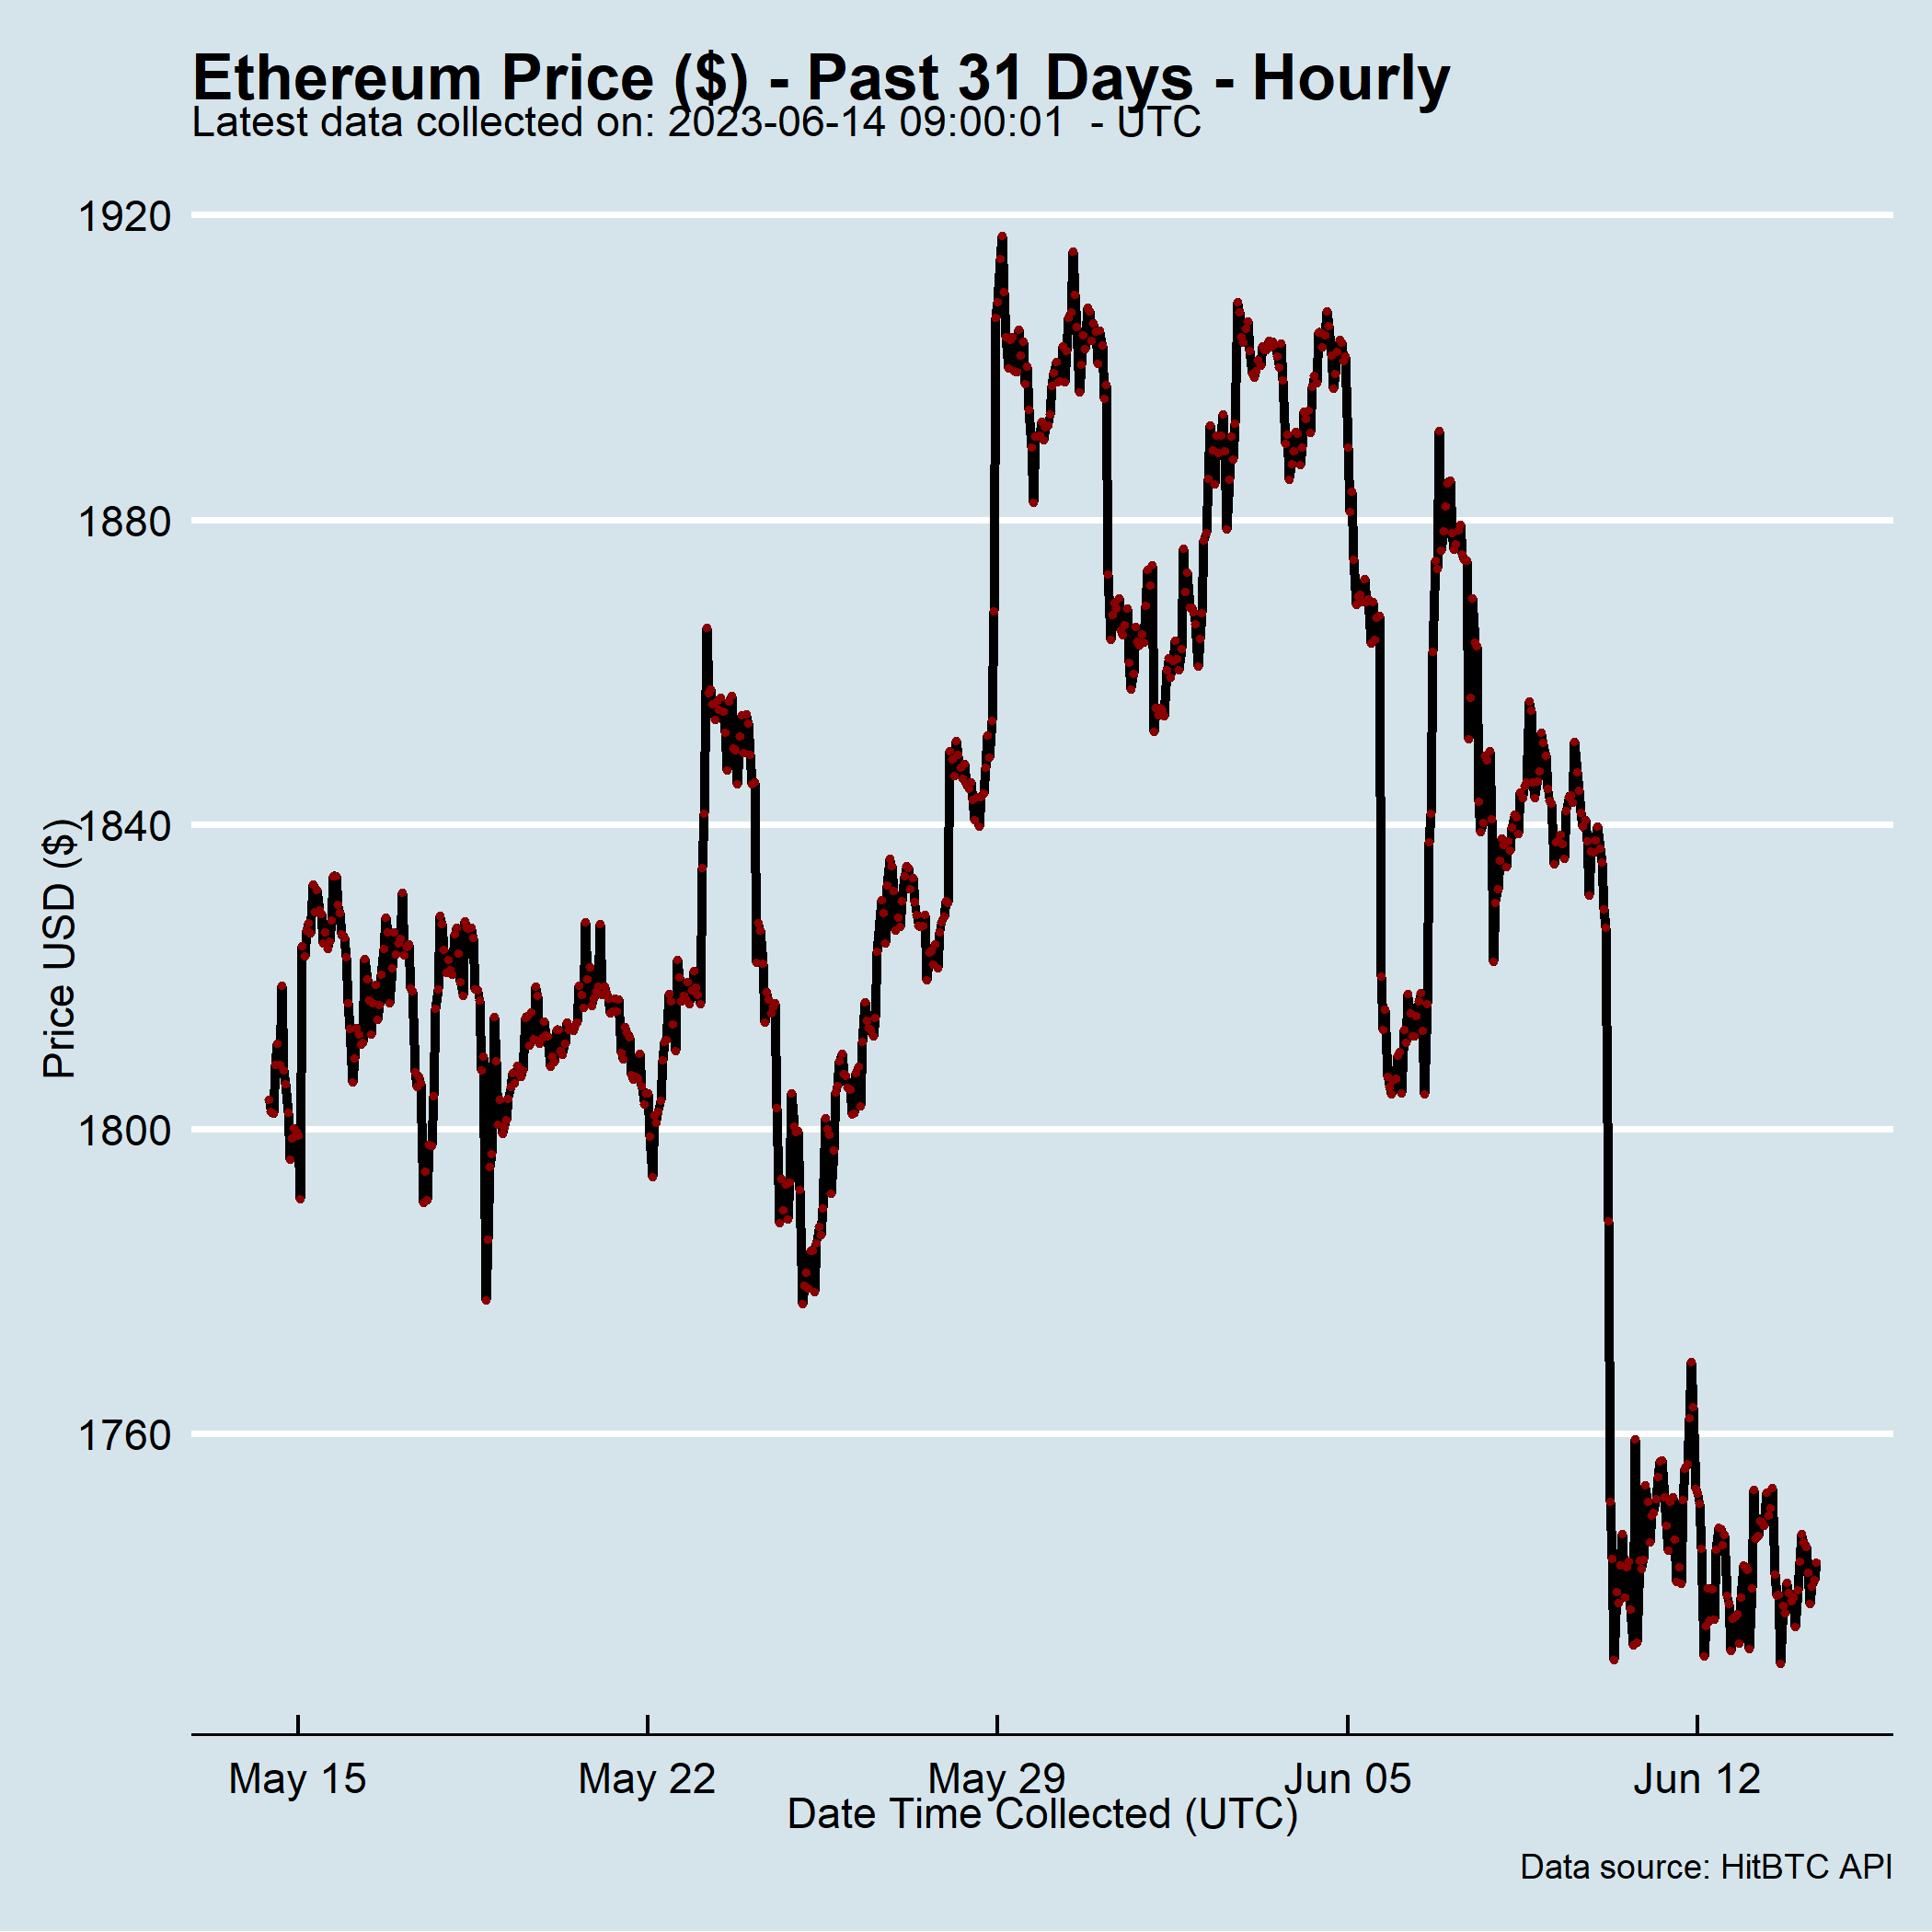 Ethereum Price ($) - Past 31 Days - Hourly
Latest data collected on: 2023-06-14 09:00:01  - UTC
1920
1880
1840
1800
1760
Price USD ($)
May 15
May 22
May 29
Jun 05
Jun 12
Date Time Collected (UTC)
Data source: HitBTC API